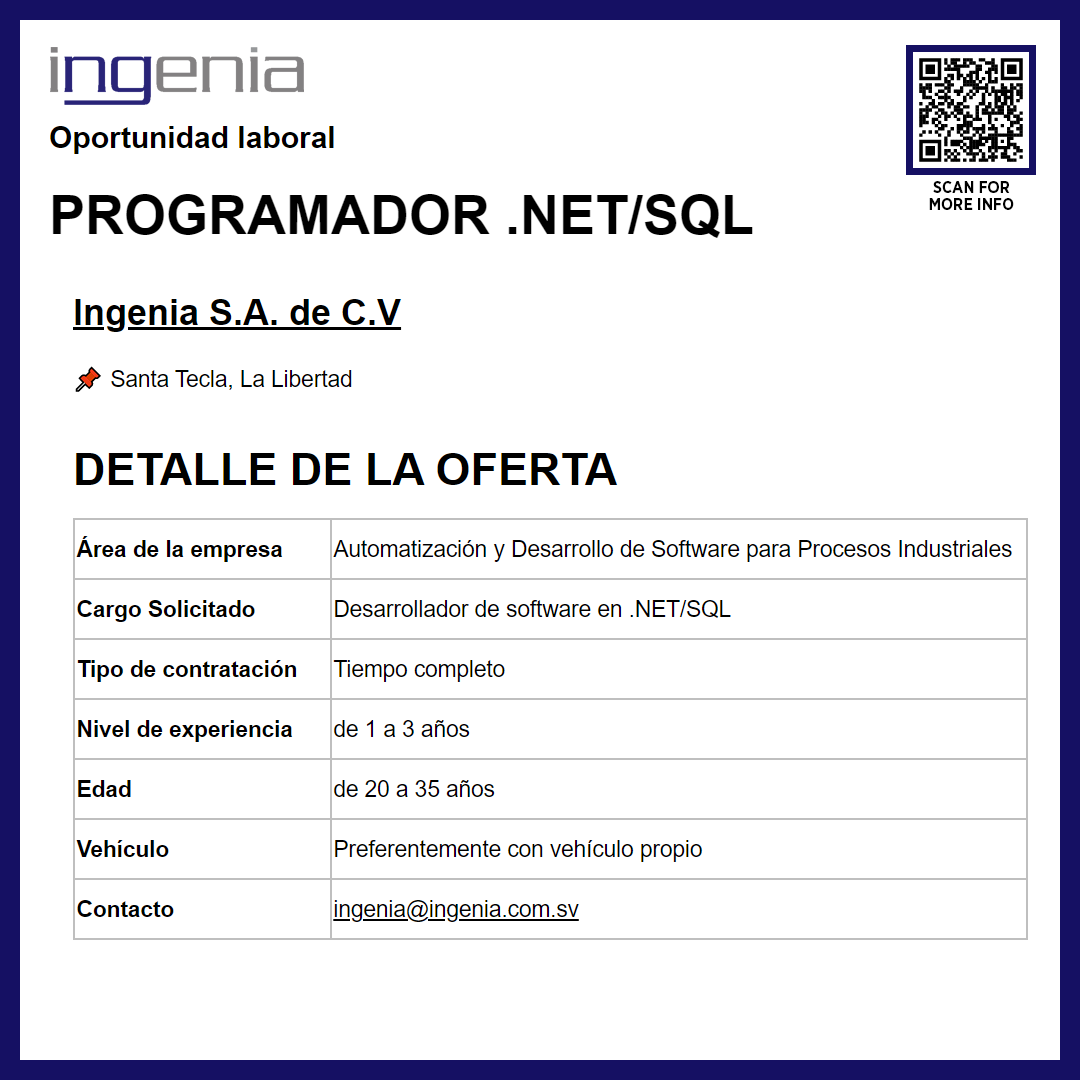 ingenia
Oportunidad laboral
SCAN FOR
MORE INFO
PROGRAMADOR .NET/SQL
Ingenia S.A. de C.V
Santa Tecla, La Libertad
DETALLE DE LA OFERTA
Área de la empresa Automatización y Desarrollo de Software para Procesos Industriales
Cargo Solicitado Desarrollador de software en .NET/SQL
Tipo de contratación Tiempo completo
Nivel de experiencia de 1 a 3 años
Edad de 20 a 35 años
Vehículo Preferentemente con vehículo propio
Contacto ingenia@ingenia.com.sv